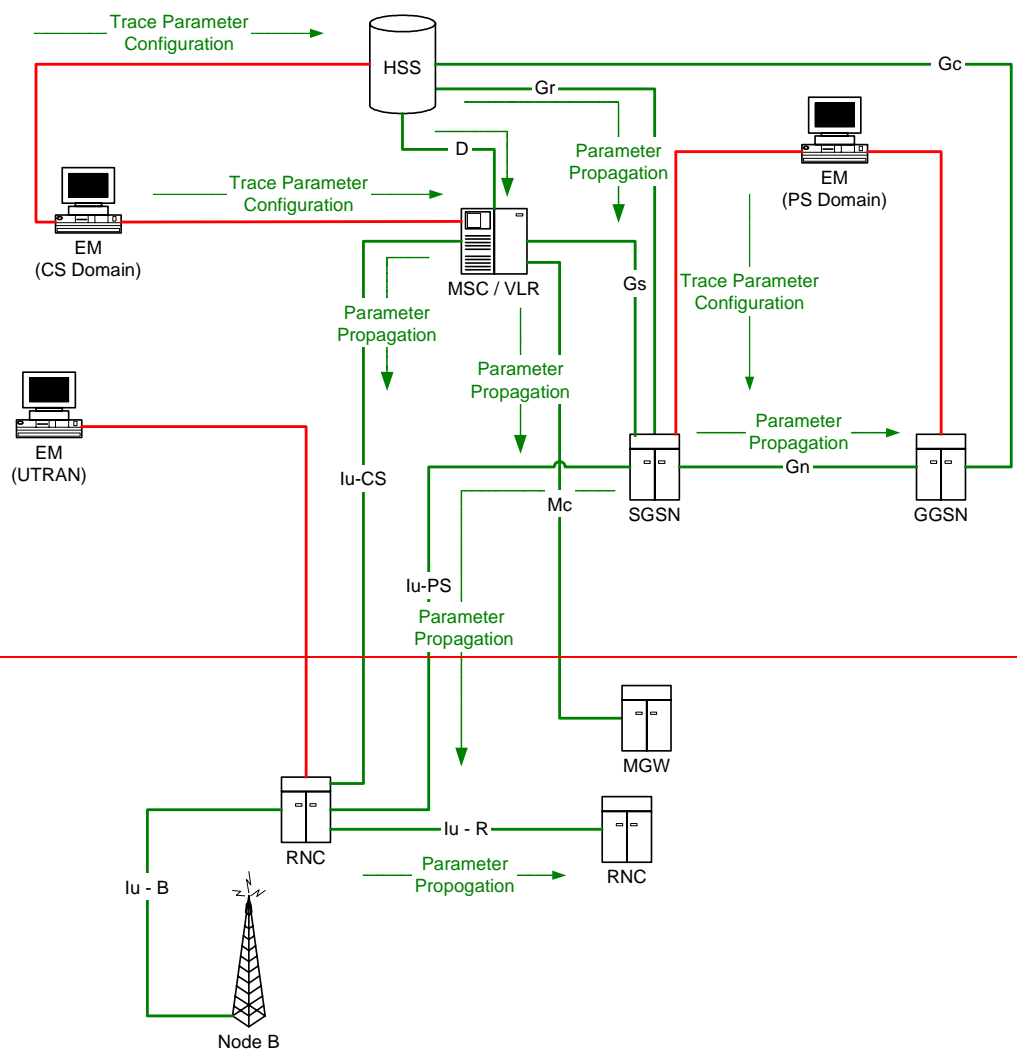 Trace Parameter
Configuration
HSS
Gc
Gr
D
Parameter
Propagation
EM
(PS Domain)
Trace Parameter
Configuration
EM
(CS Domain)
MSC / VLR
Gs
Trace Parameter
Configuration
Parameter
Propagation
Parameter
Propagation
EM
(UTRAN)
Parameter
Propagation
Iu-CS
Gn
Mc
SGSN
GGSN
Iu-PS
Parameter
Propagation
MGW
RNC
Iu - R
RNC
Parameter
Propogation
Iu - B
Node B